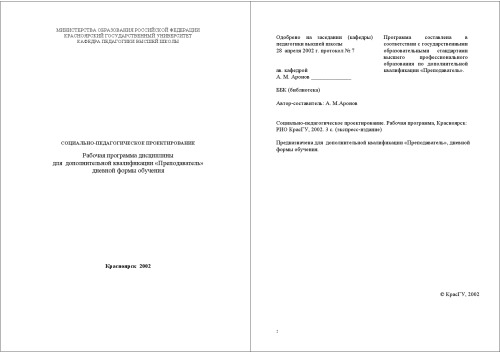 МИНИСТЕРСТВА ОБРАЗОВАНИЯ РОССИЙСКОЙ ФЕДЕРАЦИИ
КРАСНОЯРСКИЙ ГОСУДАРСТВЕННЫЙ УНИВЕРСИТЕТ
КАФЕДРА ПЕДАГОГИКИ ВЫСШЕЙ ШКОЛЫ
СОЦИАЛЬНО-ПЕДАГОГИЧЕСКОЕ ПРОЕКТИРОВАНИЕ
Рабочая программа дисциплины
для дополнительной квалификации «Преподаватель»
дневной формы обучения
Красноярск 2002
Одобрено на заседании (кафедры)
педагогики высшей школы
28 апреля 2002 г. протокол № 7
зав. кафедрой
А. М. Аронов _______________
Программа составлена в
соответствии с государственными
образовательными стандартами
высшего профессионального
образования по дополнительной
квалификации «Преподаватель».
ББК (библиотека)
Автор-составитель: А. М.Аронов
Социально-педагогическое проектирование. Рабочая программа, Красноярск:
РИО КрасГУ, 2002. 3 с. (экспресс-издание)
Предназначена для дополнительной квалификации «Преподаватель», дневной
формы обучения.
© КрасГУ, 2002
2